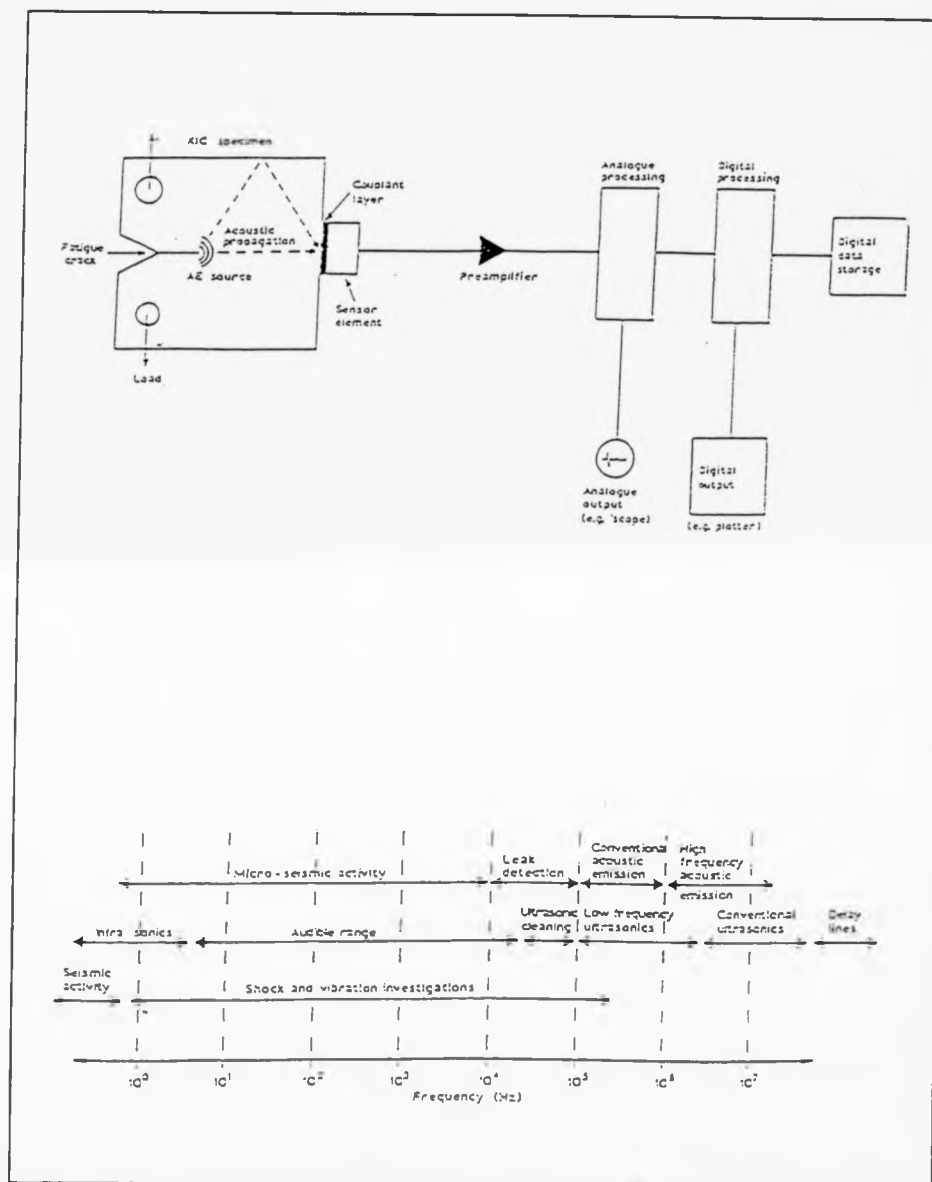 KIC specimen
Couplant
layer
Acoustic
propagation
Fatigue
crack
AE source
Sensor
element
Load
Preamplifier
Analogue
processing
Digital
processing
Digital
data
storage
Analogue
output
(e.g. 'scope)
Digital
output
(e.g. plotter)
Micro-seismic activity
Leak
detection
Conventional
acoustic
emission
High
frequency
acoustic
emission
Infra sonics
Audible range
Ultrasonic
cleaning
Low frequency
ultrasonics
Conventional
ultrasonics
Delay
lines
Seismic
activity
Shock and vibration investigations
10⁰ 10¹ 10² 10³ 10⁴ 10⁵ 10⁶ 10⁷
Frequency (Hz)